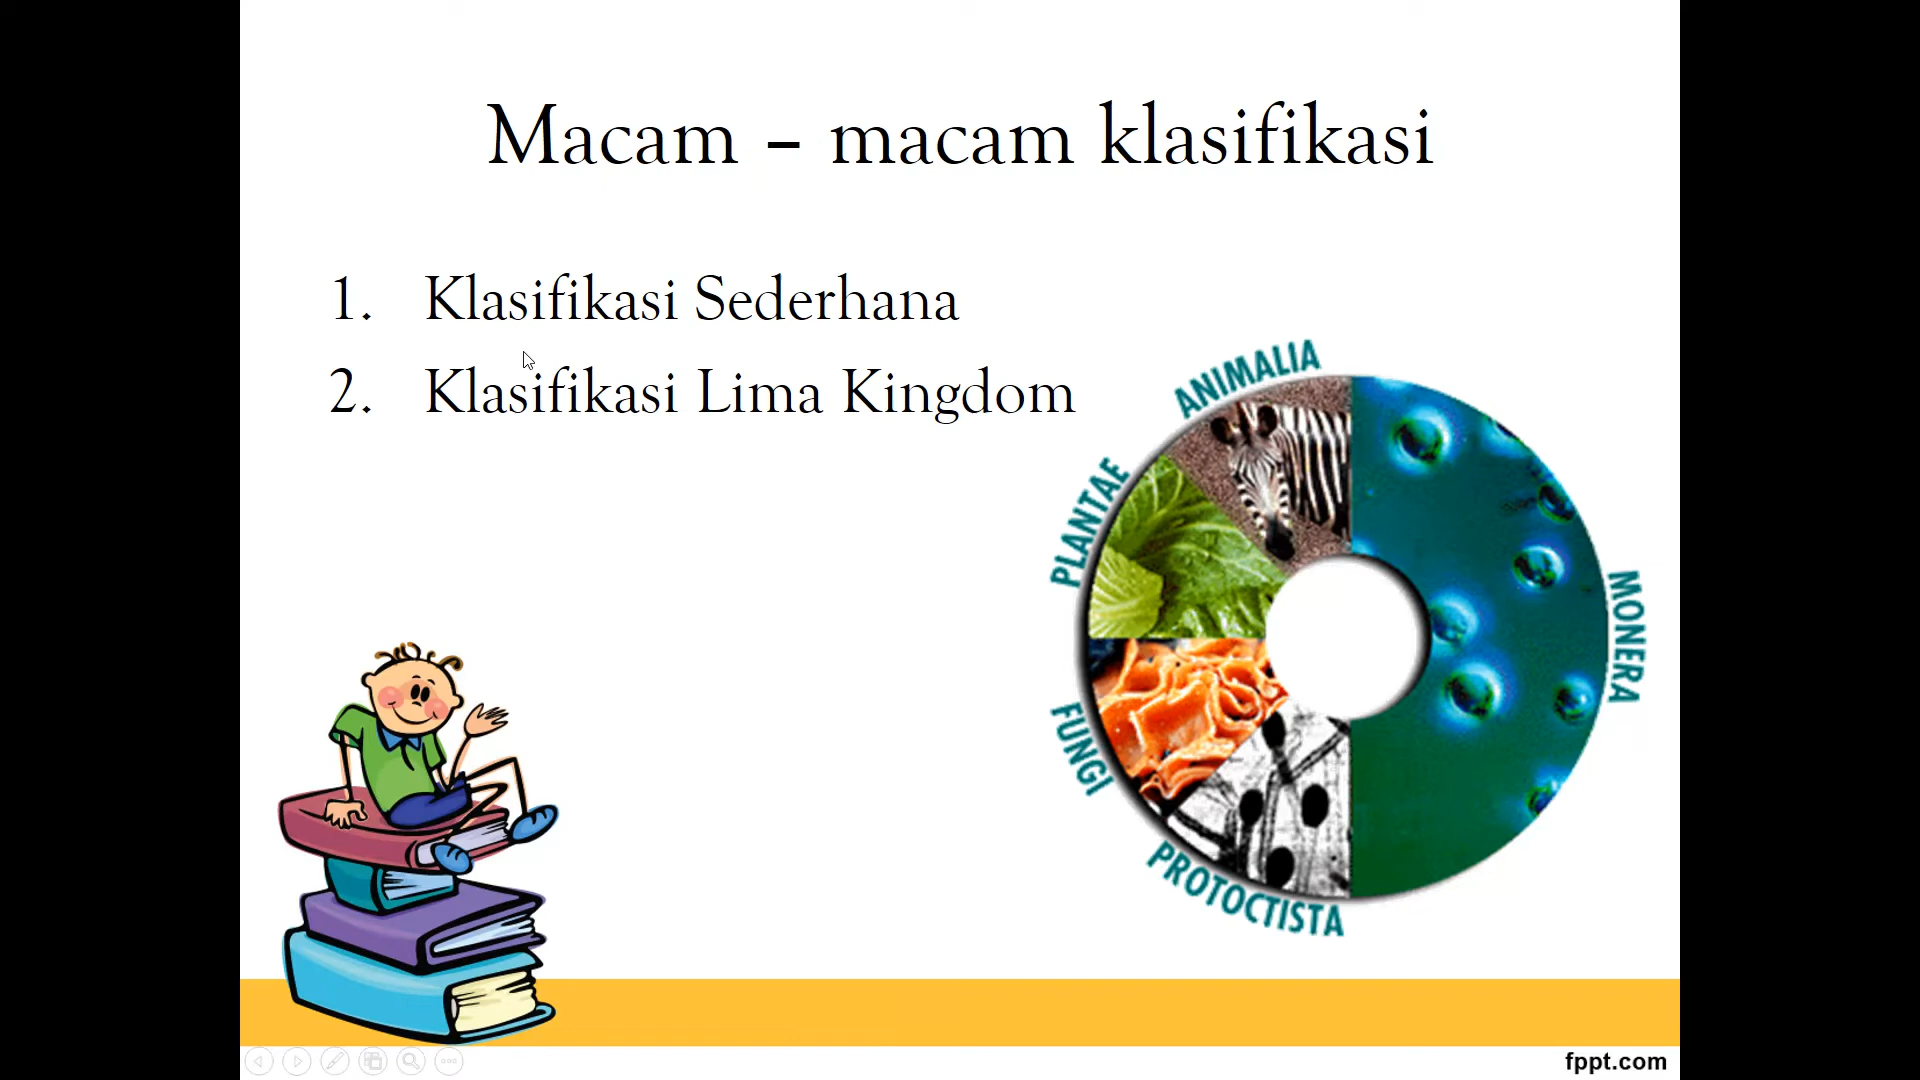 Macam – macam klasifikasi
1. Klasifikasi Sederhana
2. Klasifikasi Lima Kingdom
ANIMALIA
PLANTAE
MONERA
FUNGI
PROTOCTISTA
fppt.com